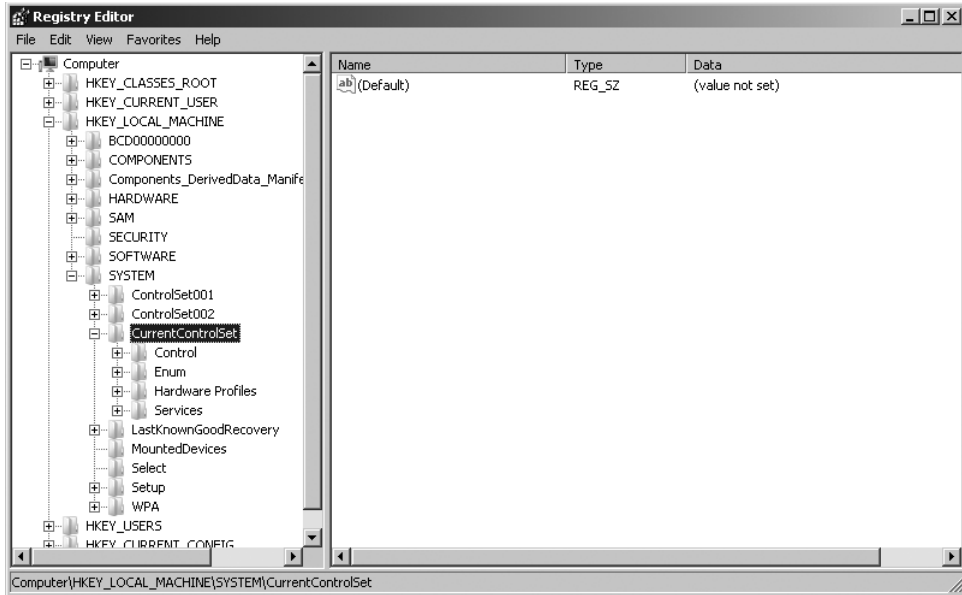 Registry Editor
File Edit View Favorites Help
Computer
HKEY_CLASSES_ROOT
HKEY_CURRENT_USER
HKEY_LOCAL_MACHINE
BCD00000000
COMPONENTS
Components_DerivedData_Manife
HARDWARE
SAM
SECURITY
SOFTWARE
SYSTEM
ControlSet001
ControlSet002
CurrentControlSet
Control
Enum
Hardware Profiles
Services
LastKnownGoodRecovery
MountedDevices
Select
Setup
WPA
HKEY_USERS
HKEY_CURRENT_CONFIG
Name Type Data
ab (Default) REG_SZ (value not set)
Computer\HKEY_LOCAL_MACHINE\SYSTEM\CurrentControlSet